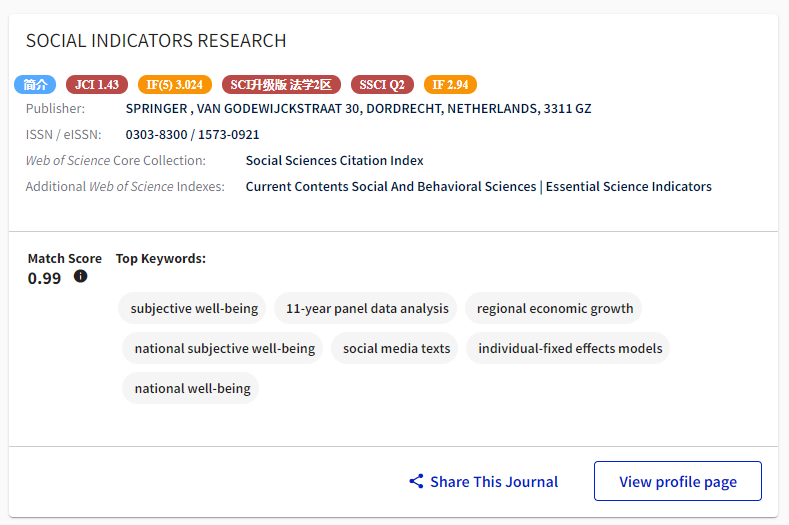 SOCIAL INDICATORS RESEARCH
简介 JCI 1.43 IF(5) 3.024 SCI升级版 法学2区 SSCI Q2 IF 2.94
Publisher: SPRINGER , VAN GODEWIJCKSTRAAT 30, DORDRECHT, NETHERLANDS, 3311 GZ
ISSN / eISSN: 0303-8300 / 1573-0921
Web of Science Core Collection: Social Sciences Citation Index
Additional Web of Science Indexes: Current Contents Social And Behavioral Sciences | Essential Science Indicators
Match Score Top Keywords:
0.99
subjective well-being 11-year panel data analysis regional economic growth
national subjective well-being social media texts individual-fixed effects models
national well-being
Share This Journal View profile page